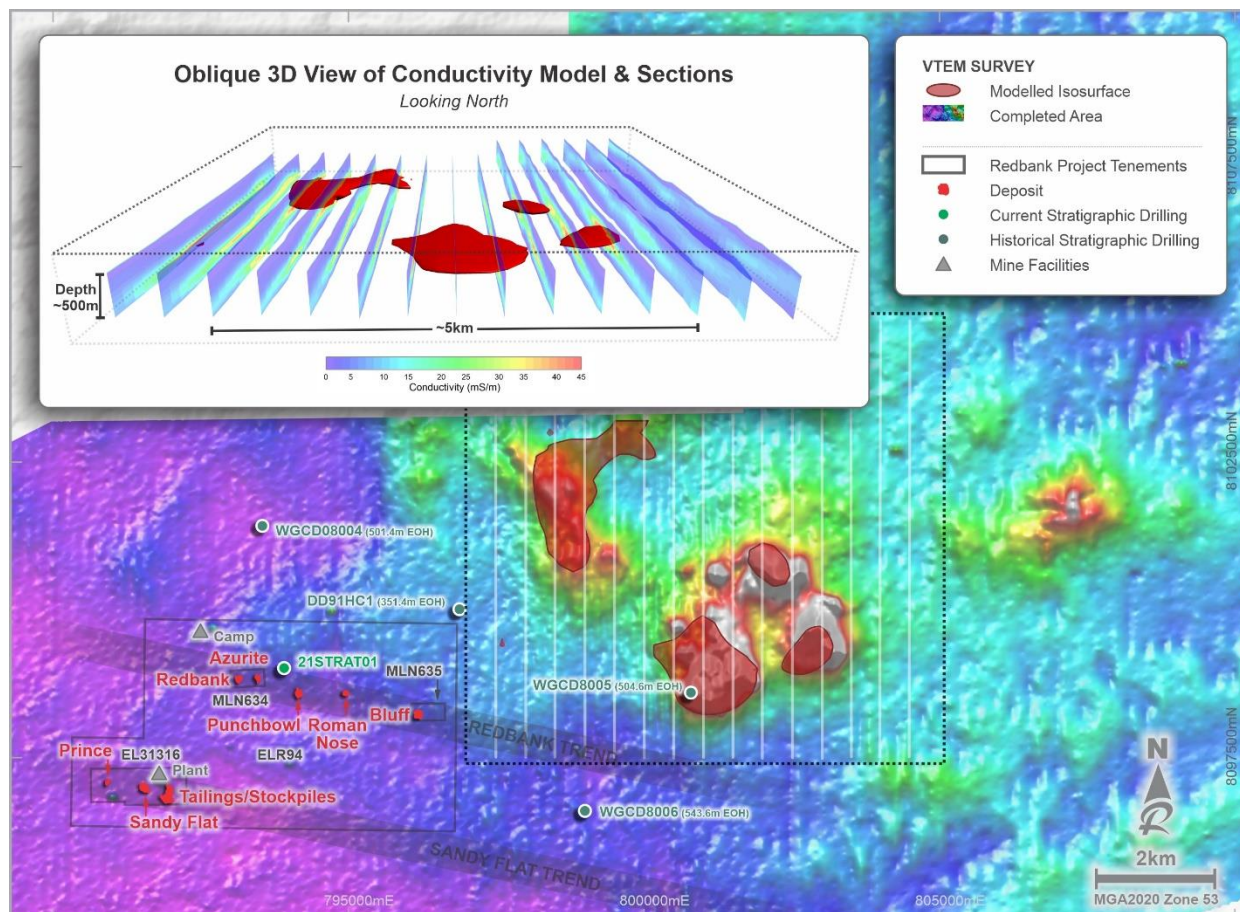 Oblique 3D View of Conductivity Model & Sections
Looking North
Depth
~500m
~5km
0 5 10 15 20 25 30 35 40 45
Conductivity (mS/m)
VTEM SURVEY
Modelled Isosurface
Completed Area
Redbank Project Tenements
Deposit
Current Stratigraphic Drilling
Historical Stratigraphic Drilling
Mine Facilities
8107500mN
8102500mN
8097500mN
WGCD08004 (501.4m EOH)
DD91HC1 (351.4m EOH)
Camp
Azurite
21STRAT01
Redbank
MLN635
MLN634
WGCD8005 (504.6m EOH)
Punchbowl
Roman
Nose
Bluff
REDBANK TREND
Prince
EL31316
ELR94
Plant
Tailings/Stockpiles
Sandy Flat
WGCD8006 (543.6m EOH)
SANDY FLAT TREND
N
R
2km
MGA2020 Zone 53
795000mE
800000mE
805000mE